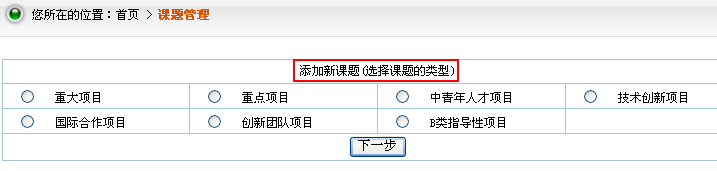 您所在的位置：首页 > 课题管理
添加新课题(选择课题的类型)
重大项目 重点项目 中青年人才项目 技术创新项目
国际合作项目 创新团队项目 B类指导性项目
下一步